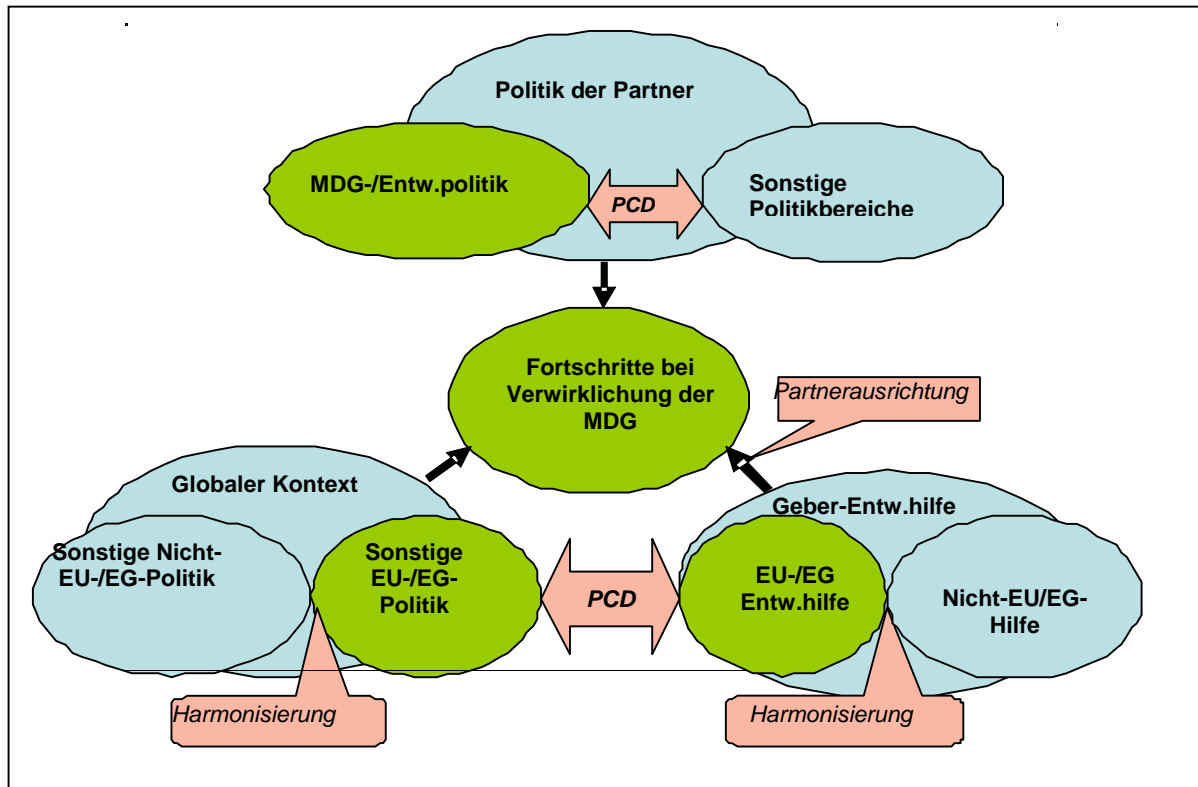 Politik der Partner
MDG-/Entw.politik
PCD
Sonstige
Politikbereiche
Fortschritte bei
Verwirklichung der
MDG
Partnerausrichtung
Globaler Kontext
Geber-Entw.hilfe
Sonstige Nicht-
EU-/EG-Politik
Sonstige
EU-/EG-
Politik
PCD
EU-/EG
Entw.hilfe
Nicht-EU/EG-
Hilfe
Harmonisierung
Harmonisierung